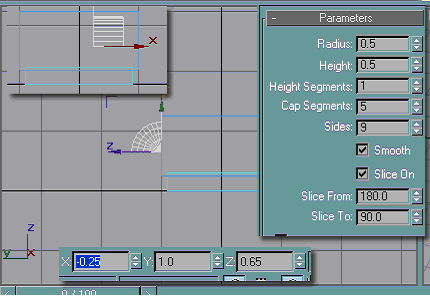 x
- Parameters
Radius: 0.5
Height: 0.5
Height Segments: 1
Cap Segments: 5
Sides: 9
Smooth
Slice On
Slice From: 180.0
Slice To: 90.0
z
z
y x
X: -0.25 Y: 1.0 Z: 0.65
0 / 100